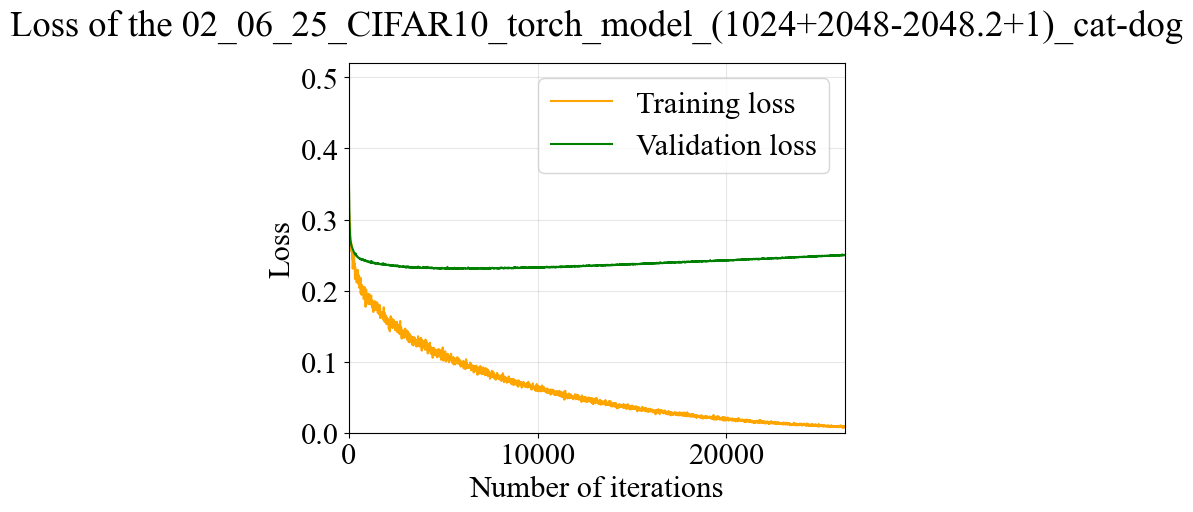 Loss of the 02_06_25_CIFAR10_torch_model_(1024+2048-2048.2+1)_cat-dog
0.5
0.4
0.3
0.2
0.1
0.0
Loss
Training loss
Validation loss
0
10000
20000
Number of iterations